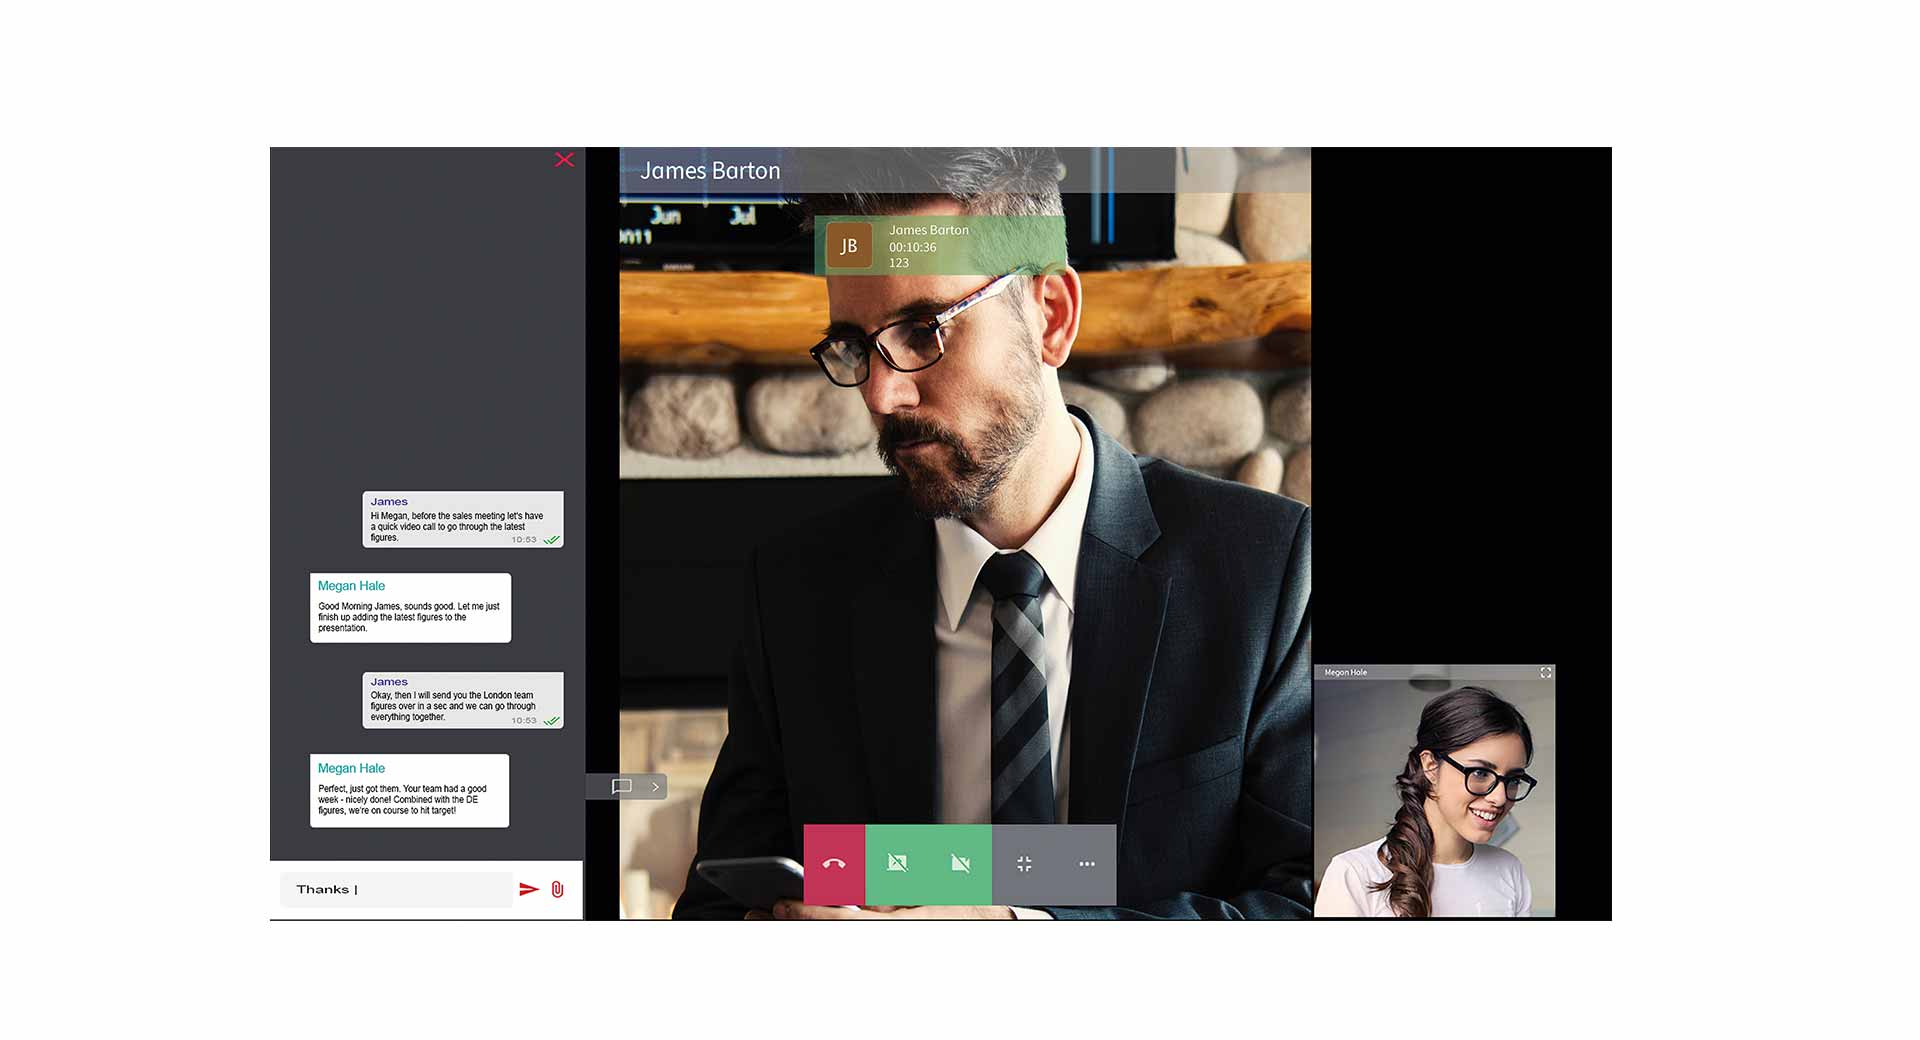 James
Hi Megan, before the sales meeting let's have
a quick video call to go through the latest
figures.
10:53
Megan Hale
Good Morning James, sounds good. Let me just
finish up adding the latest figures to the
presentation.
James
Okay, then I will send you the London team
figures over in a sec and we can go through
everything together.
10:53
Megan Hale
Perfect, just got them. Your team had a good
week - nicely done! Combined with the DE
figures, we're on course to hit target!
Thanks |
James Barton
Jun Jul
JB
James Barton
00:10:36
123
Megan Hale